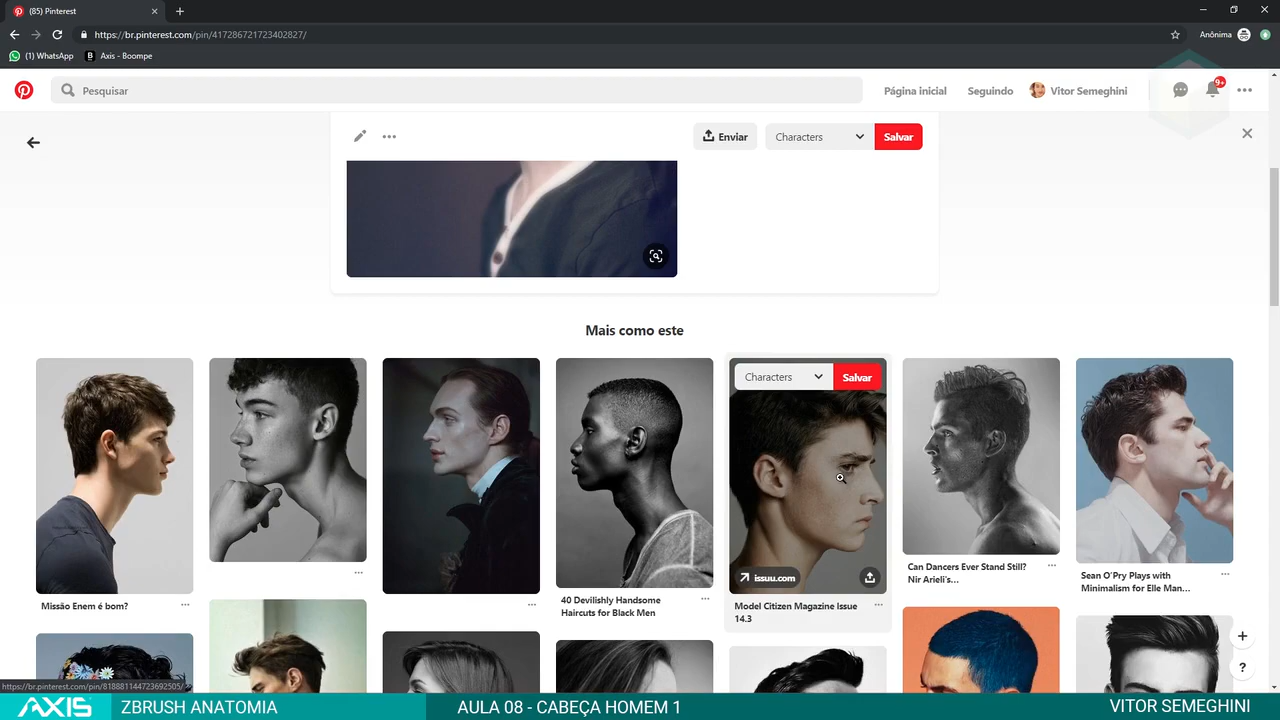 (85) Pinterest
https://br.pinterest.com/pin/417286721723402827/
Anônima
(1) WhatsApp
B Axis - Boompe
Pesquisar
Página inicial
Seguindo
Vitor Semeghini
9+
Enviar
Characters
Salvar
Mais como este
Characters
Salvar
issuu.com
Missão Enem é bom?
40 Devilishly Handsome
Haircuts for Black Men
Model Citizen Magazine Issue
14.3
Can Dancers Ever Stand Still?
Nir Arieli's...
Sean O'Pry Plays with
Minimalism for Elle Man...
https://br.pinterest.com/pin/818881144723692505/
AXIS
ZBRUSH ANATOMIA
AULA 08 - CABEÇA HOMEM 1
VITOR SEMEGHINI